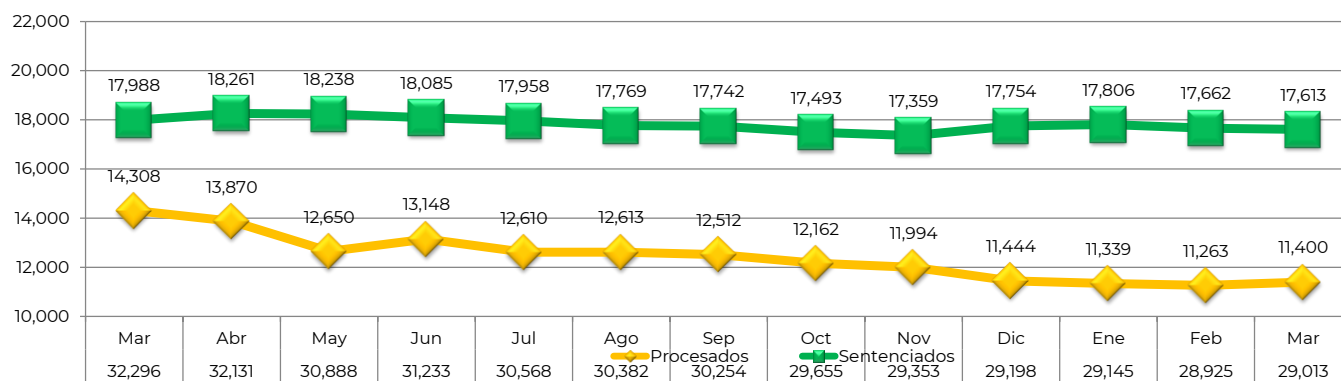 22,000
20,000
18,000
16,000
14,000
12,000
10,000
17,988 18,261 18,238 18,085 17,958 17,769 17,742 17,493 17,359 17,754 17,806 17,662 17,613
14,308 13,870 12,650 13,148 12,610 12,613 12,512 12,162 11,994 11,444 11,339 11,263 11,400
Mar Abr May Jun Jul Ago Sep Oct Nov Dic Ene Feb Mar
Procesados Sentenciados
32,296 32,131 30,888 31,233 30,568 30,382 30,254 29,655 29,353 29,198 29,145 28,925 29,013